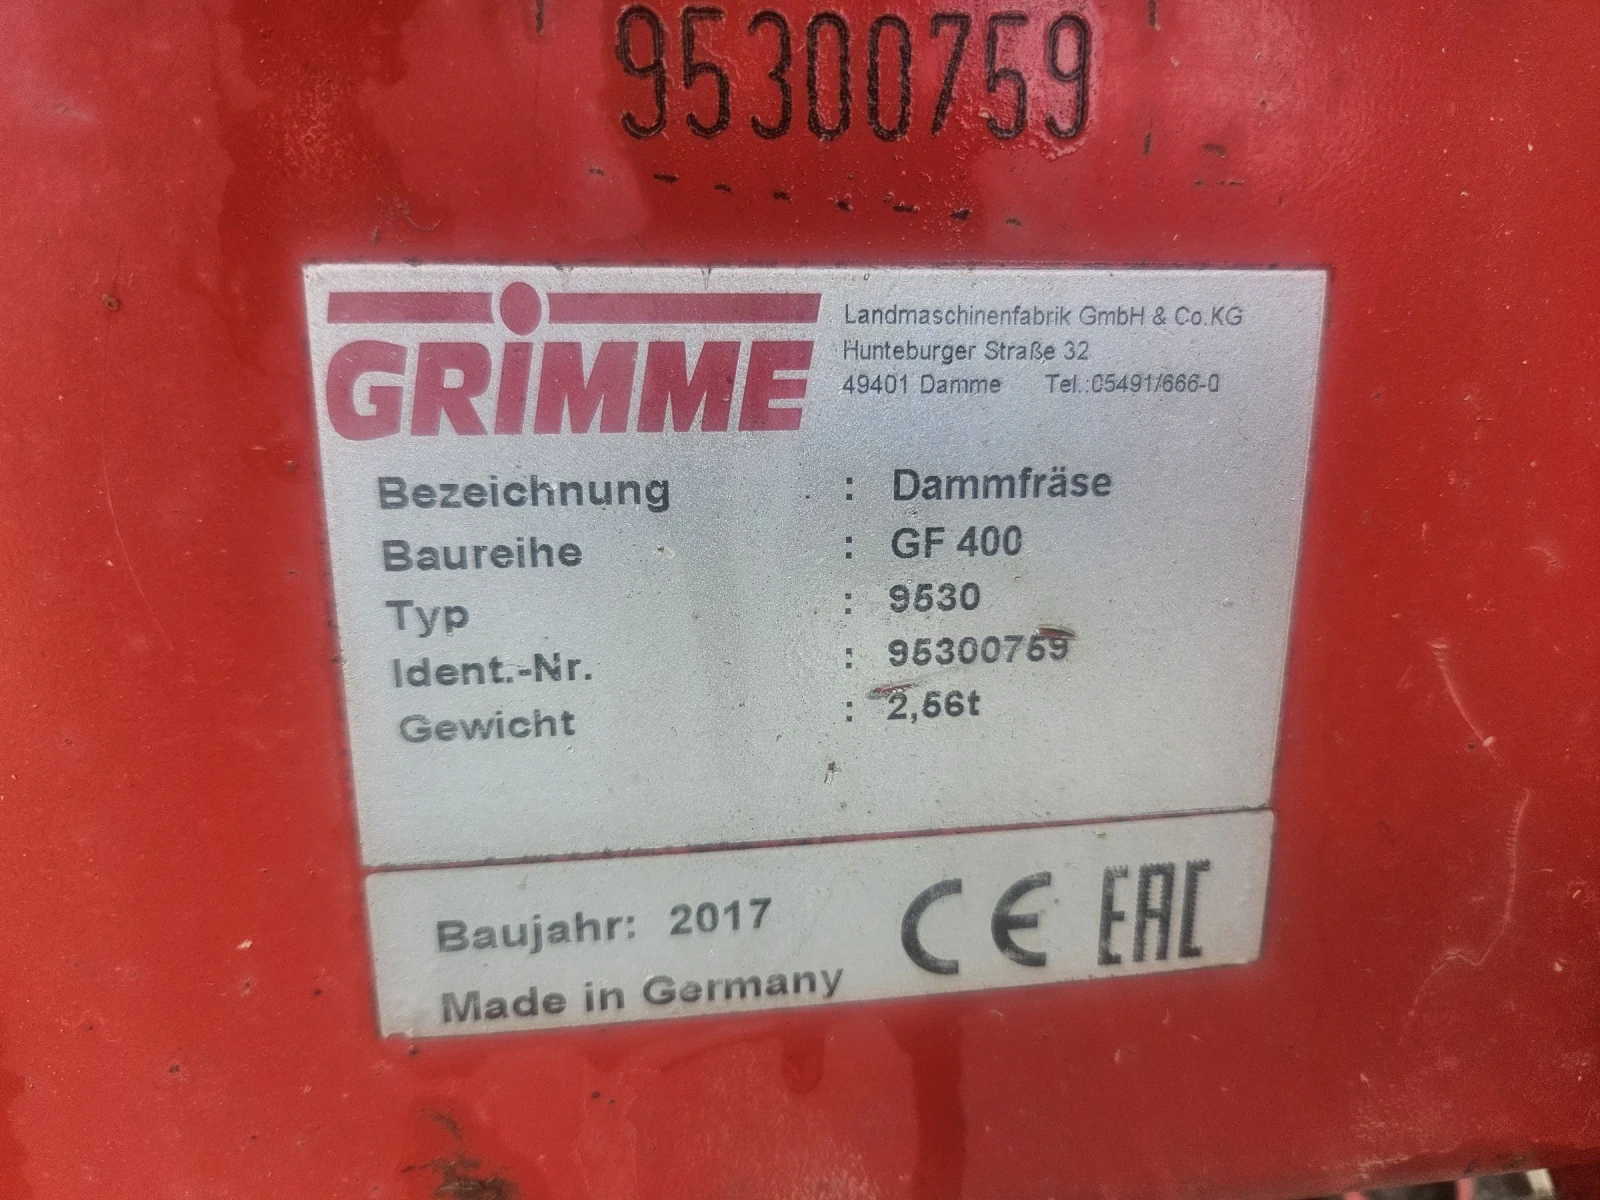 95300759
GRIMME
Landmaschinenfabrik GmbH & Co.KG
Hunteburger Straße 32
49401 Damme Tel.:05491/666-0
Bezeichnung : Dammfräse
Baureihe : GF 400
Typ : 9530
Ident.-Nr. : 95300759
Gewicht : 2,56t
Baujahr: 2017
Made in Germany
CE EAC